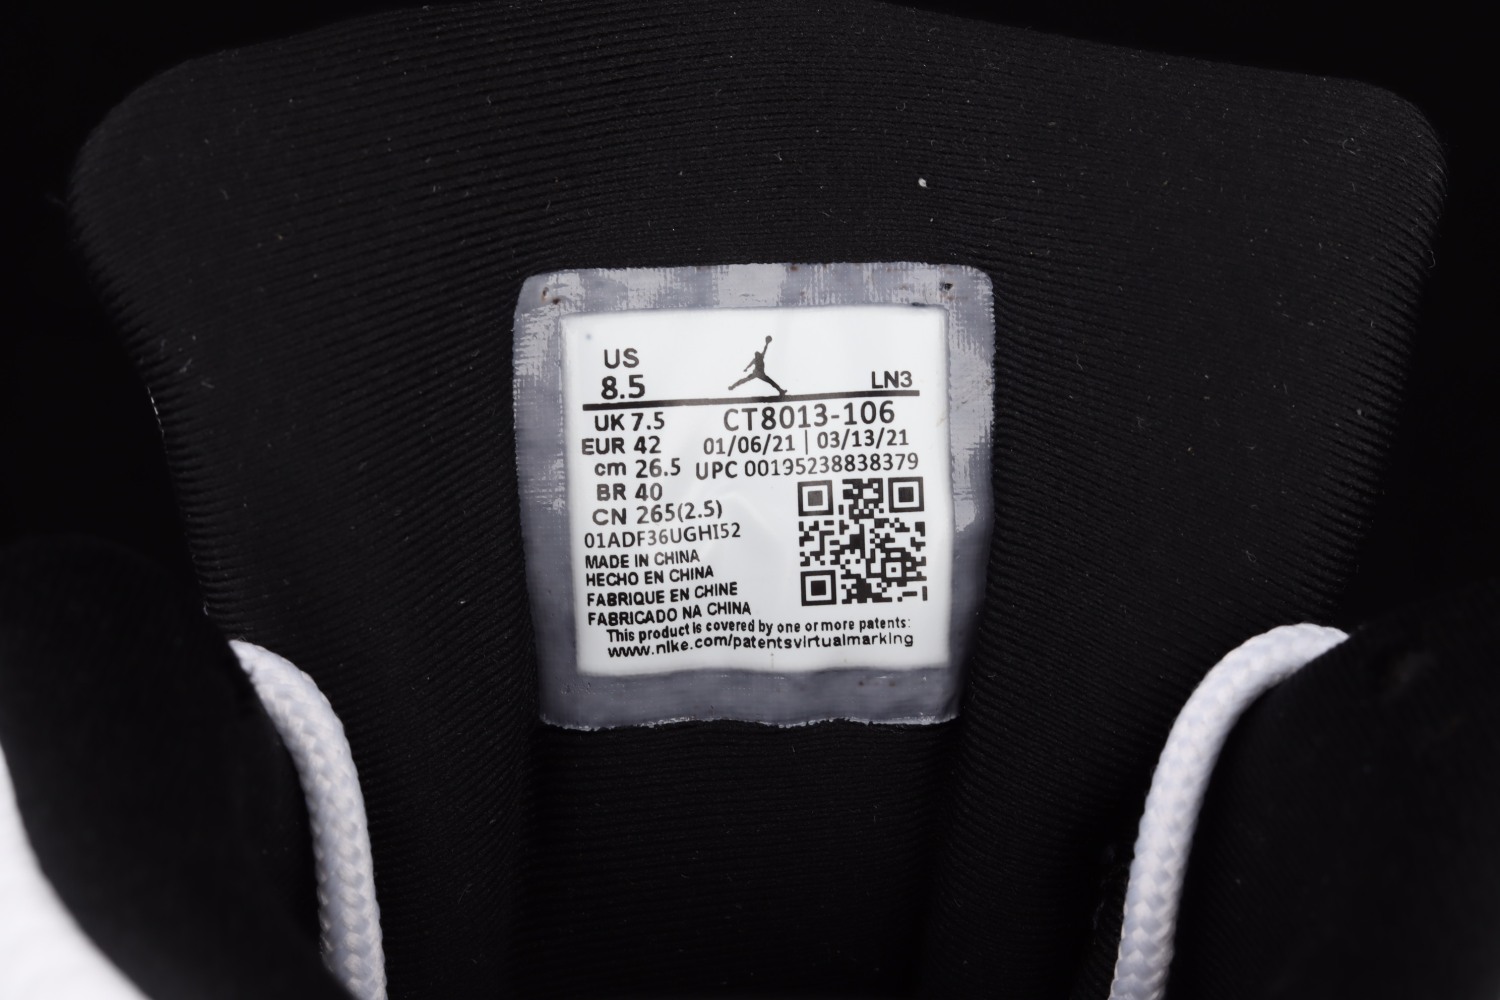 US
8.5
LN3
UK 7.5
CT8013-106
EUR 42
01/06/21 | 03/13/21
cm 26.5
UPC 00195238838379
BR 40
CN 265(2.5)
01ADF36UGHI52
MADE IN CHINA
HECHO EN CHINA
FABRIQUE EN CHINE
FABRICADO NA CHINA
This product is covered by one or more patents:
www.nike.com/patentsvirtualmarking